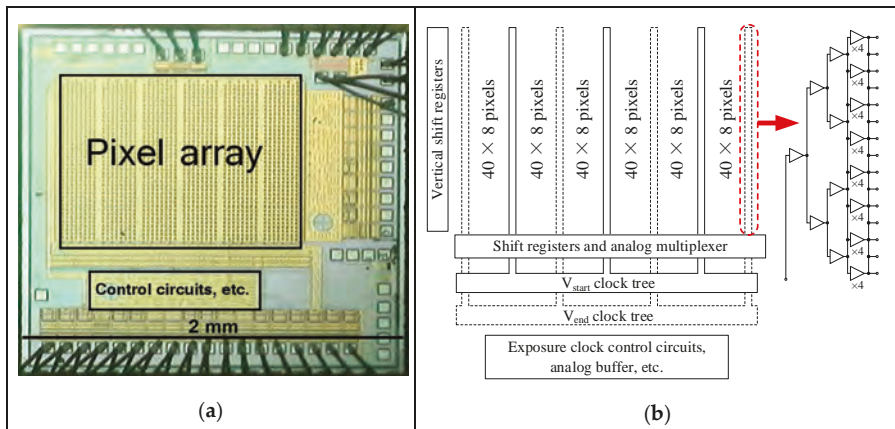 Pixel array
Control circuits, etc.
2 mm
(a)
Vertical shift registers
40 × 8 pixels
40 × 8 pixels
40 × 8 pixels
40 × 8 pixels
40 × 8 pixels
40 × 8 pixels
Shift registers and analog multiplexer
Vstart clock tree
Vend clock tree
Exposure clock control circuits,
analog buffer, etc.
×4
×4
×4
×4
×4
×4
×4
×4
(b)